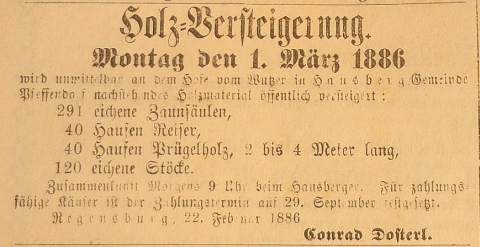 Holz-Versteigerung.
Montag den 1. März 1886
wird unmittelbar an dem Hofe vom Wutzer in Hausberg Gemeinde
Pfeffendorf nachstehndes Holzmaterial öffentlich versteigert:
291 eichene Zaunsäulen,
40 Haufen Reiser,
40 Haufen Prügelholz, 2 bis 4 Meter lang,
120 eichene Stöcke.
Zusammenkunft Morgens 9 Uhr beim Hansberger. Für zahlungs-
fähige Käufer ist der Zahlungstermin auf 29. September festgesetzt.
Regensburg, 22. Februar 1886
Conrad Dosterl.